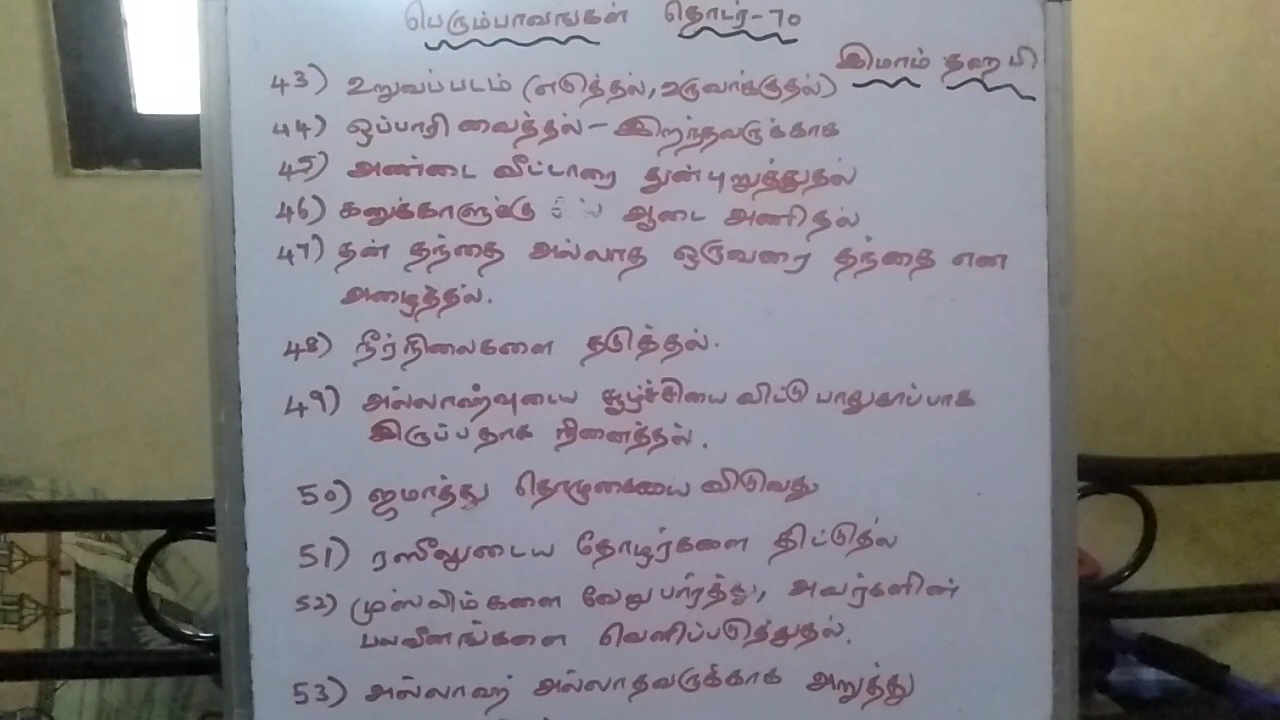 பெரும்பாவங்கள் தொடர்-70
இமாம் தஹபி
43) உறுவப்படம் (எடுத்தல், உருவாக்குதல்)
44) ஒப்பாரி வைத்தல் - இறந்தவருக்காக
45) அண்டை வீட்டாரை துன்புறுத்துதல்
46) கனுக்காளுக்கு ஆடை அணிதல்
47) தன் தந்தை அல்லாத ஒருவரை தந்தை என
அழைத்தல்.
48) நீர்நிலைகளை தடுத்தல்.
49) அல்லாஹ்வுடைய சூழ்ச்சியை விட்டு பாதுகாப்பாக
இருப்பதாக நினைத்தல்.
50) ஜமாத்து தொழுகையை விடுவது
51) ரஸீலுடைய தோழர்களை திட்டுதல்
52) முஸ்லிம்களை வேறு பார்த்து, அவர்களின்
பலவீனங்களை வெளிப்படுத்துதல்.
53) அல்லாஹ் அல்லாதவருக்காக அறுத்து